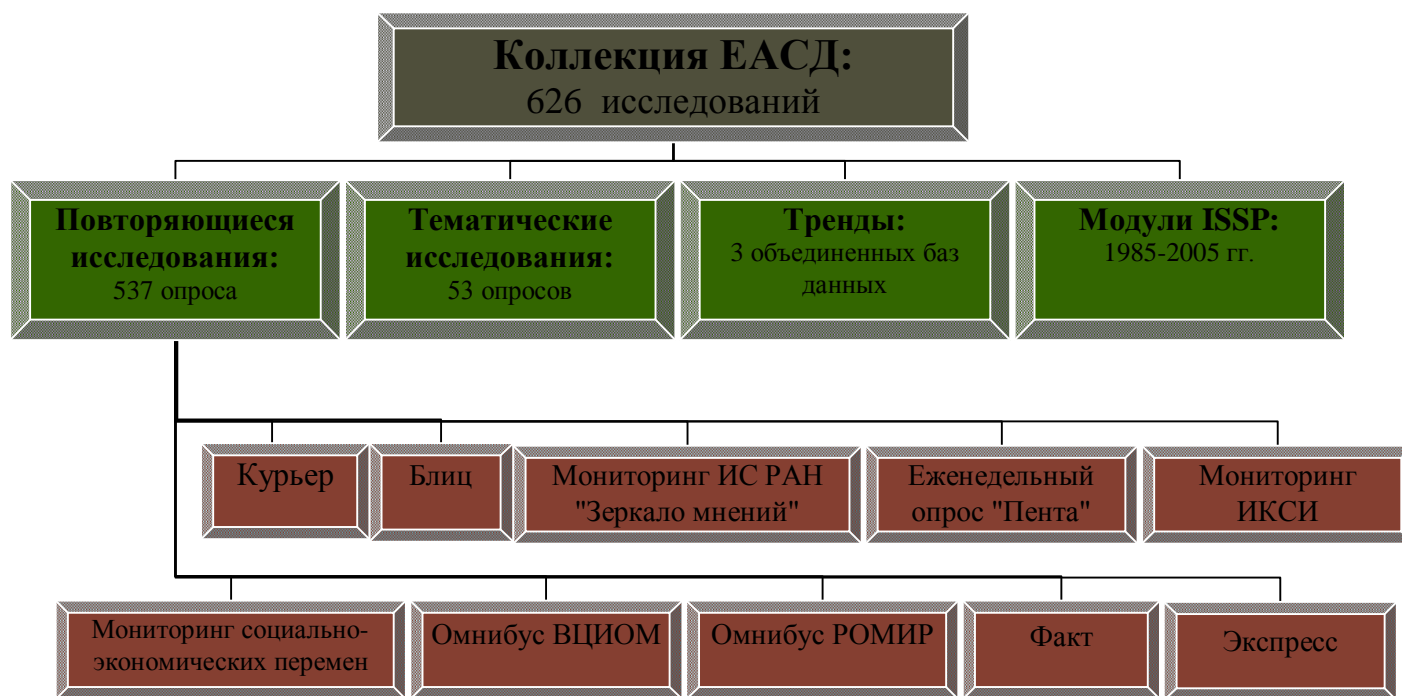 Коллекция ЕАСД:
626 исследований
Повторяющиеся
исследования:
537 опроса
Тематические
исследования:
53 опросов
Тренды:
3 объединенных баз
данных
Модули ISSP:
1985-2005 гг.
Курьер
Блиц
Мониторинг ИС РАН
"Зеркало мнений"
Еженедельный
опрос "Пента"
Мониторинг
ИКСИ
Мониторинг социально-
экономических перемен
Омнибус ВЦИОМ
Омнибус РОМИР
Факт
Экспресс